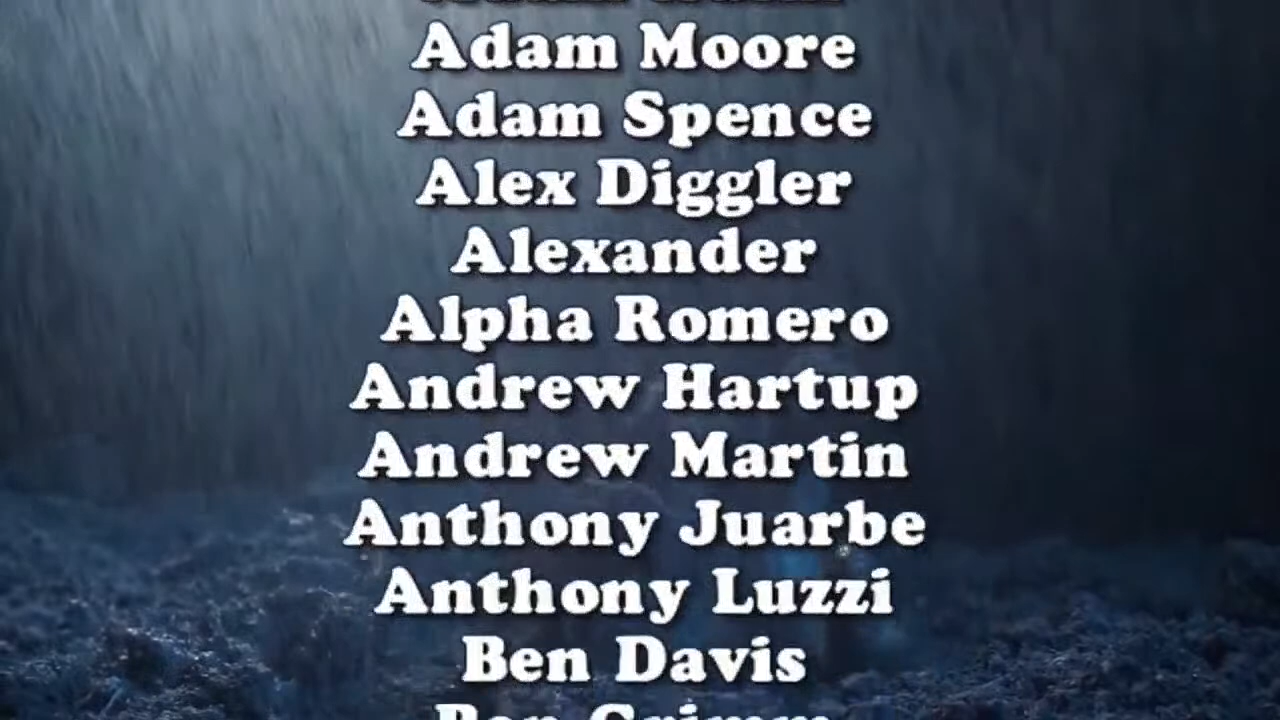 Adam Moore
Adam Spence
Alex Diggler
Alexander
Alpha Romero
Andrew Hartup
Andrew Martin
Anthony Juarbe
Anthony Luzzi
Ben Davis